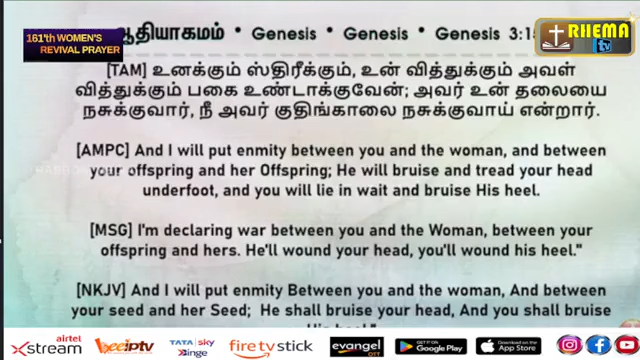 161'th WOMEN'S
REVIVAL PRAYER
ஆதியாகமம் • Genesis • Genesis • Genesis 3:15
RHEMA
tv
[TAM] உனக்கும் ஸ்திரீக்கும், உன் வித்துக்கும் அவள்
வித்துக்கும் பகை உண்டாக்குவேன்; அவர் உன் தலையை
நசுக்குவார், நீ அவர் குதிங்காலை நசுக்குவாய் என்றார்.
[AMPC] And I will put enmity between you and the woman, and between
your offspring and her Offspring; He will bruise and tread your head
underfoot, and you will lie in wait and bruise His heel.
[MSG] I'm declaring war between you and the Woman, between your
offspring and hers. He'll wound your head, you'll wound his heel."
[NKJV] And I will put enmity Between you and the woman, And between
your seed and her Seed; He shall bruise your head, And you shall bruise
His heel."
airtel
Xstream
Veeiptv
TATA sky
binge
fire tv stick
evangel
OTT
GET IT ON
Google Play
Download on the
App Store